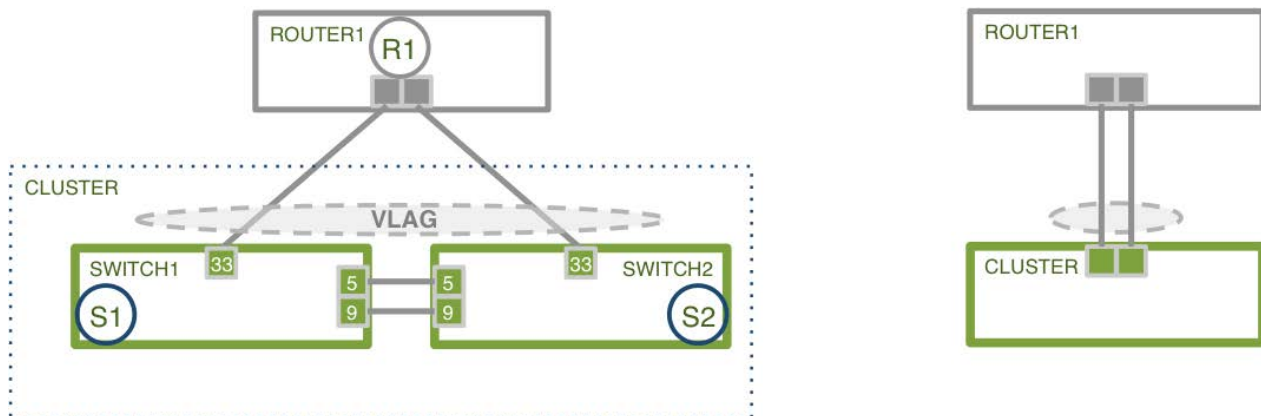 ROUTER1
R1
CLUSTER
VLAG
SWITCH1
33
33
SWITCH2
5
5
9
9
S1
S2
ROUTER1
CLUSTER